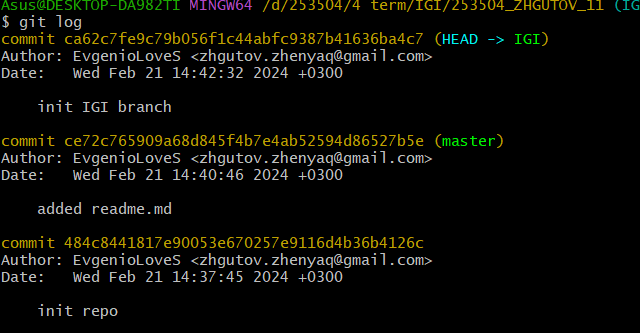 Asus@DESKTOP-DA982TI MINGW64 /d/253504/4 term/IGI/253504_ZHGUTOV_11 (IG
$ git log
commit ca62c7fe9c79b056f1c44abfc9387b41636ba4c7 (HEAD -> IGI)
Author: EvgenioLoveS <zhgutov.zhenyaq@gmail.com>
Date:   Wed Feb 21 14:42:32 2024 +0300

    init IGI branch

commit ce72c765909a68d845f4b7e4ab52594d86527b5e (master)
Author: EvgenioLoveS <zhgutov.zhenyaq@gmail.com>
Date:   Wed Feb 21 14:40:46 2024 +0300

    added readme.md

commit 484c8441817e90053e670257e9116d4b36b4126c
Author: EvgenioLoveS <zhgutov.zhenyaq@gmail.com>
Date:   Wed Feb 21 14:37:45 2024 +0300

    init repo